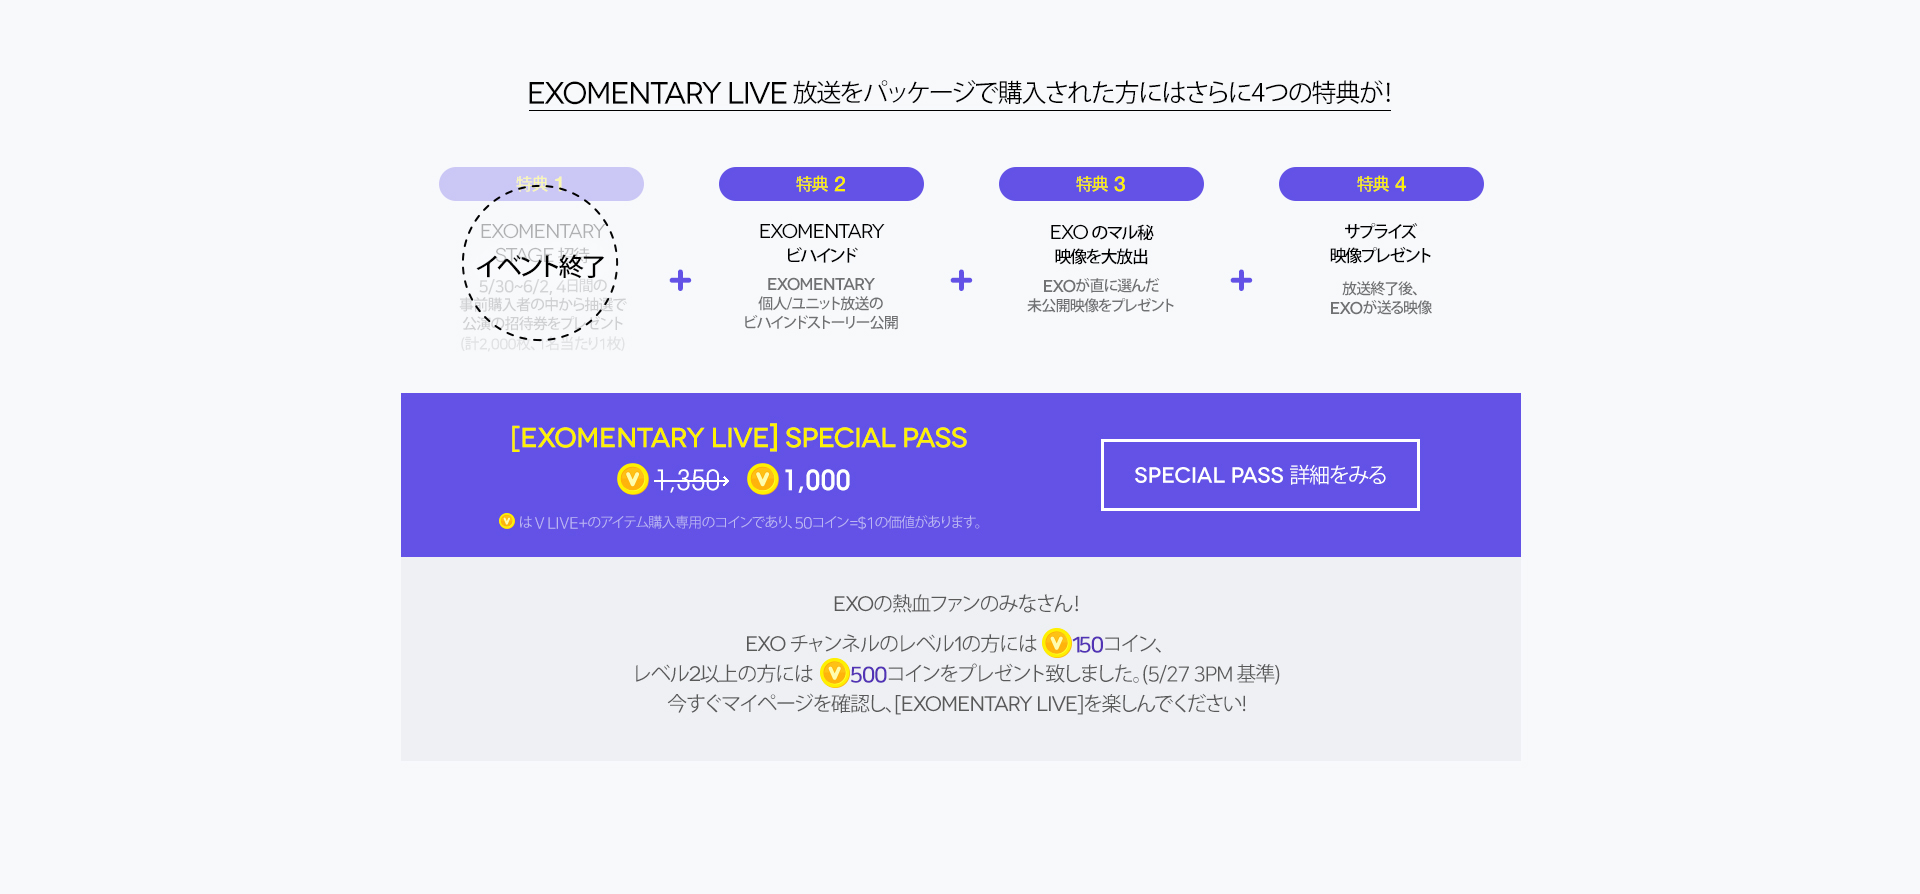 EXOMENTARY LIVE 放送をパッケージで購入された方にはさらに4つの特典が!
特典 1
EXOMENTARY
STAGE 招待
イベント終了
5/30~6/2, 4日間の
事前購入者の中から抽選で
公演の招待券をプレゼント
(計2,000枚、1名当たり1枚)
特典 2
EXOMENTARY
ビハインド
EXOMENTARY
個人/ユニット放送の
ビハインドストーリー公開
特典 3
EXO のマル秘
映像を大放出
EXOが直に選んだ
未公開映像をプレゼント
特典 4
サプライズ
映像プレゼント
放送終了後、
EXOが送る映像
[EXOMENTARY LIVE] SPECIAL PASS
V 1,350 V 1,000
V は V LIVE+のアイテム購入専用のコインであり、50コイン=$1の価値があります。
SPECIAL PASS 詳細をみる
EXOの熱血ファンのみなさん!
EXO チャンネルのレベル1の方には V150コイン、
レベル2以上の方には V500コインをプレゼント致しました。(5/27 3PM 基準)
今すぐマイページを確認し、[EXOMENTARY LIVE]を楽しんでください!